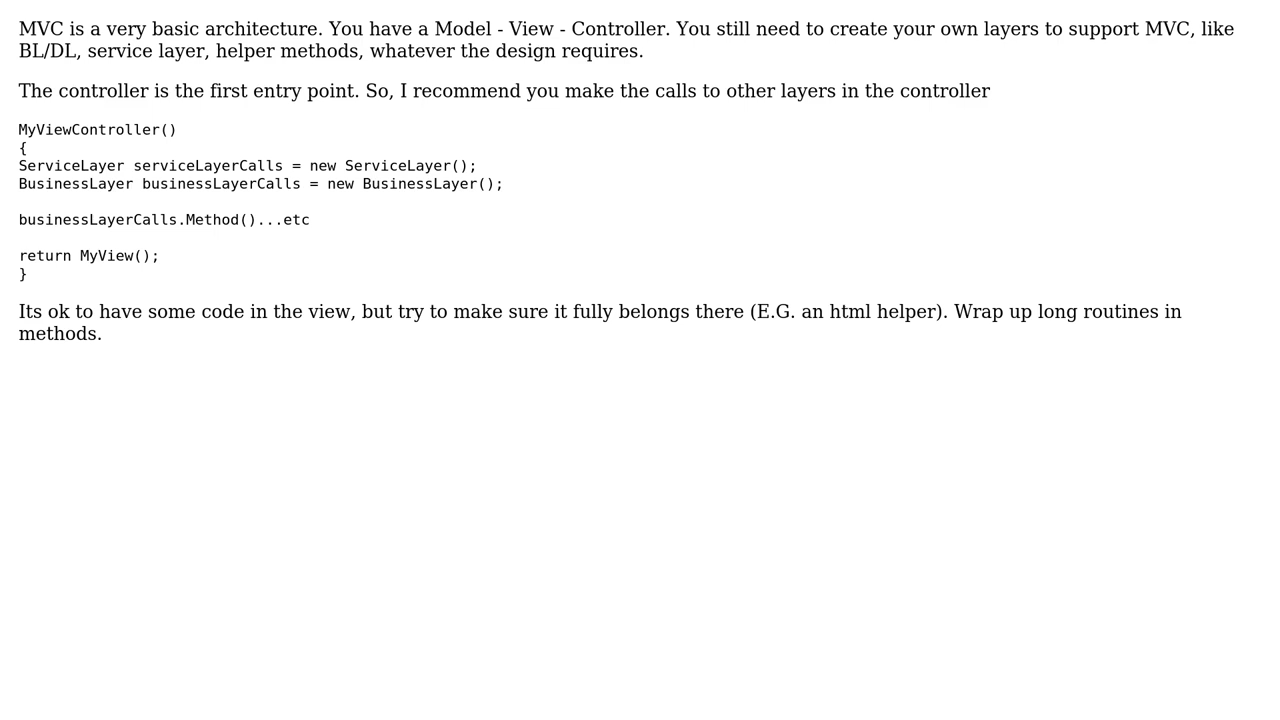 MVC is a very basic architecture. You have a Model - View - Controller. You still need to create your own layers to support MVC, like
BL/DL, service layer, helper methods, whatever the design requires.
The controller is the first entry point. So, I recommend you make the calls to other layers in the controller
MyViewController()
{
ServiceLayer serviceLayerCalls = new ServiceLayer();
BusinessLayer businessLayerCalls = new BusinessLayer();
businessLayerCalls.Method()...etc
return MyView();
}
Its ok to have some code in the view, but try to make sure it fully belongs there (E.G. an html helper). Wrap up long routines in
methods.